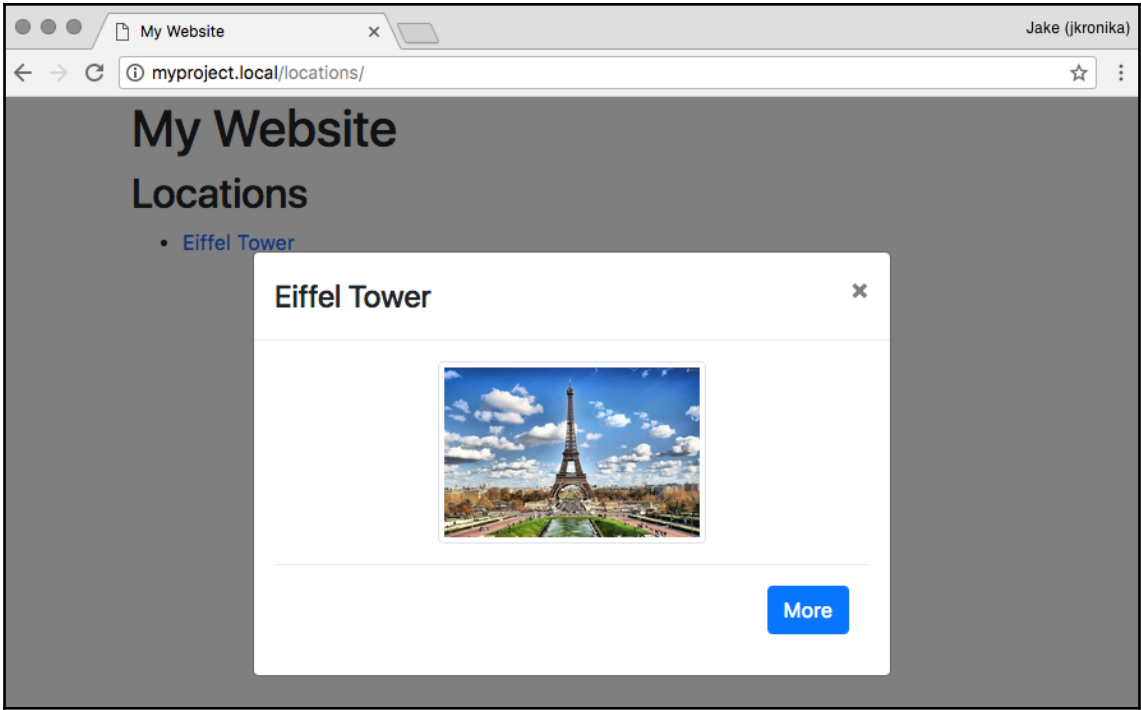 My Website
Jake (jkronika)
myproject.local/locations/
My Website
Locations
• Eiffel Tower
Eiffel Tower ×
More